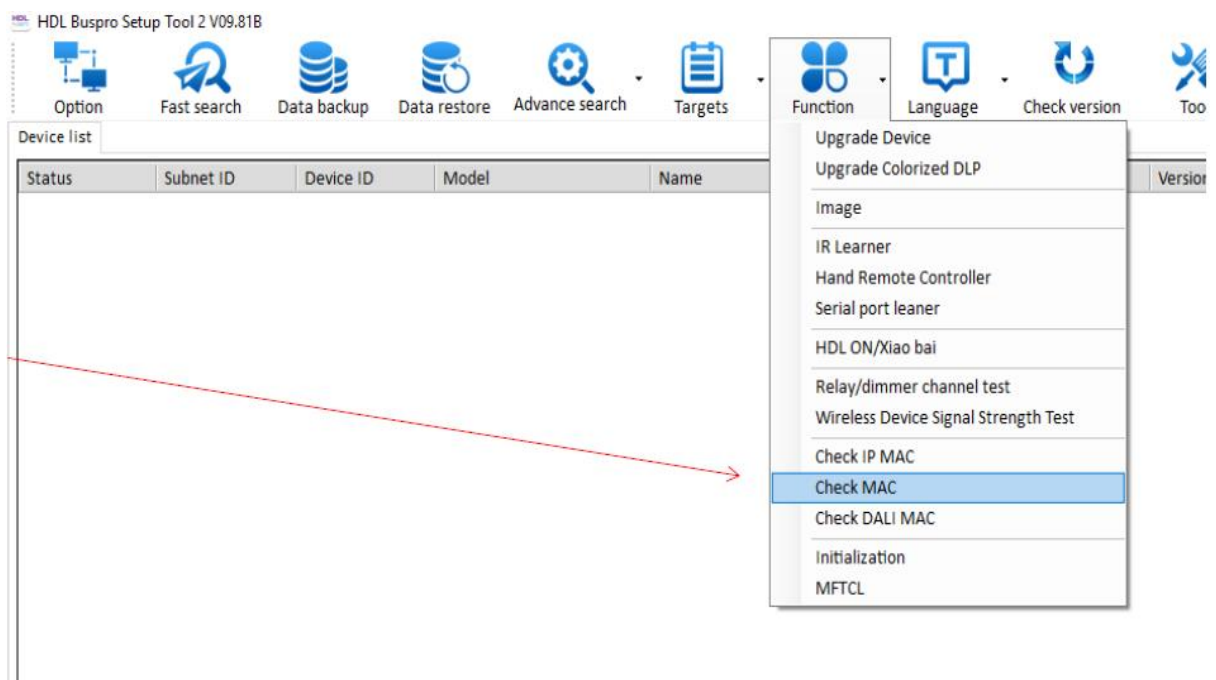 HDL Buspro Setup Tool 2 V09.81B
Option Fast search Data backup Data restore Advance search Targets Function Language Check version
Device list
Status Subnet ID Device ID Model Name
Upgrade Device
Upgrade Colorized DLP
Image
IR Learner
Hand Remote Controller
Serial port leaner
HDL ON/Xiao bai
Relay/dimmer channel test
Wireless Device Signal Strength Test
Check IP MAC
Check MAC
Check DALI MAC
Initialization
MFTCL